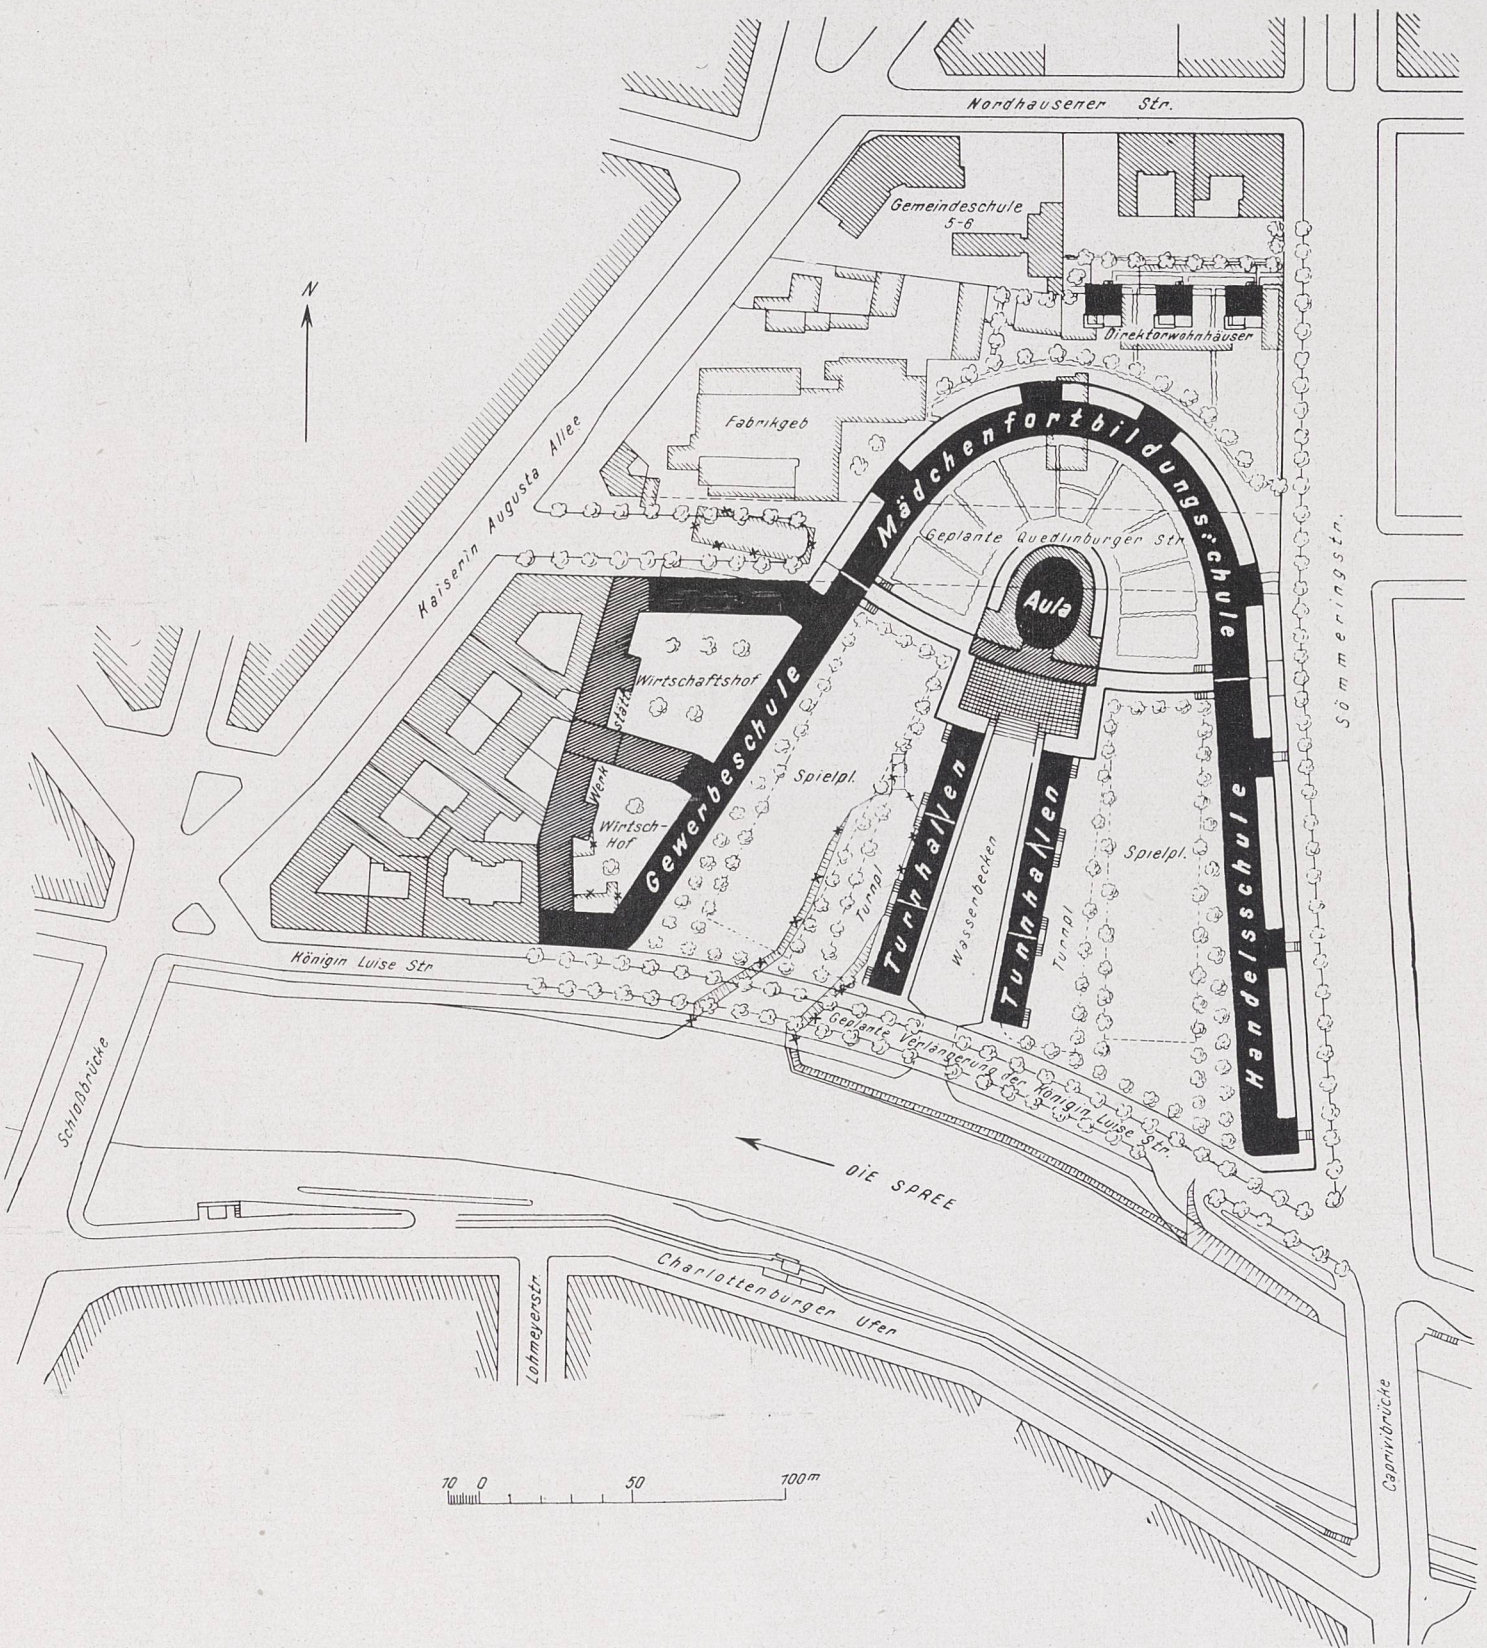 Nordhausener Str.
Gemeindeschule
5-6
N
Direktorwohnhäuser
Kaiserin Augusta Allee
Fabrikgeb
Mädchenfortbildungsschule
Geplante Quedlinburger Str.
Aula
Sömmeringstr.
Wirtschaftshof
Werk
stätt
Wirtsch-
Hof
Gewerbeschule
Spielpl.
Turnpl
Turnhallen
Wasserbecken
Turnhallen
Turnpl
Spielpl.
Handelsschule
Königin Luise Str
Geplante Verlängerung der Königin Luise Str.
Schloßbrücke
DIE SPREE
Charlottenburger Ufer
Lohmeyerstr.
Caprivibrücke
10 0 50 100m